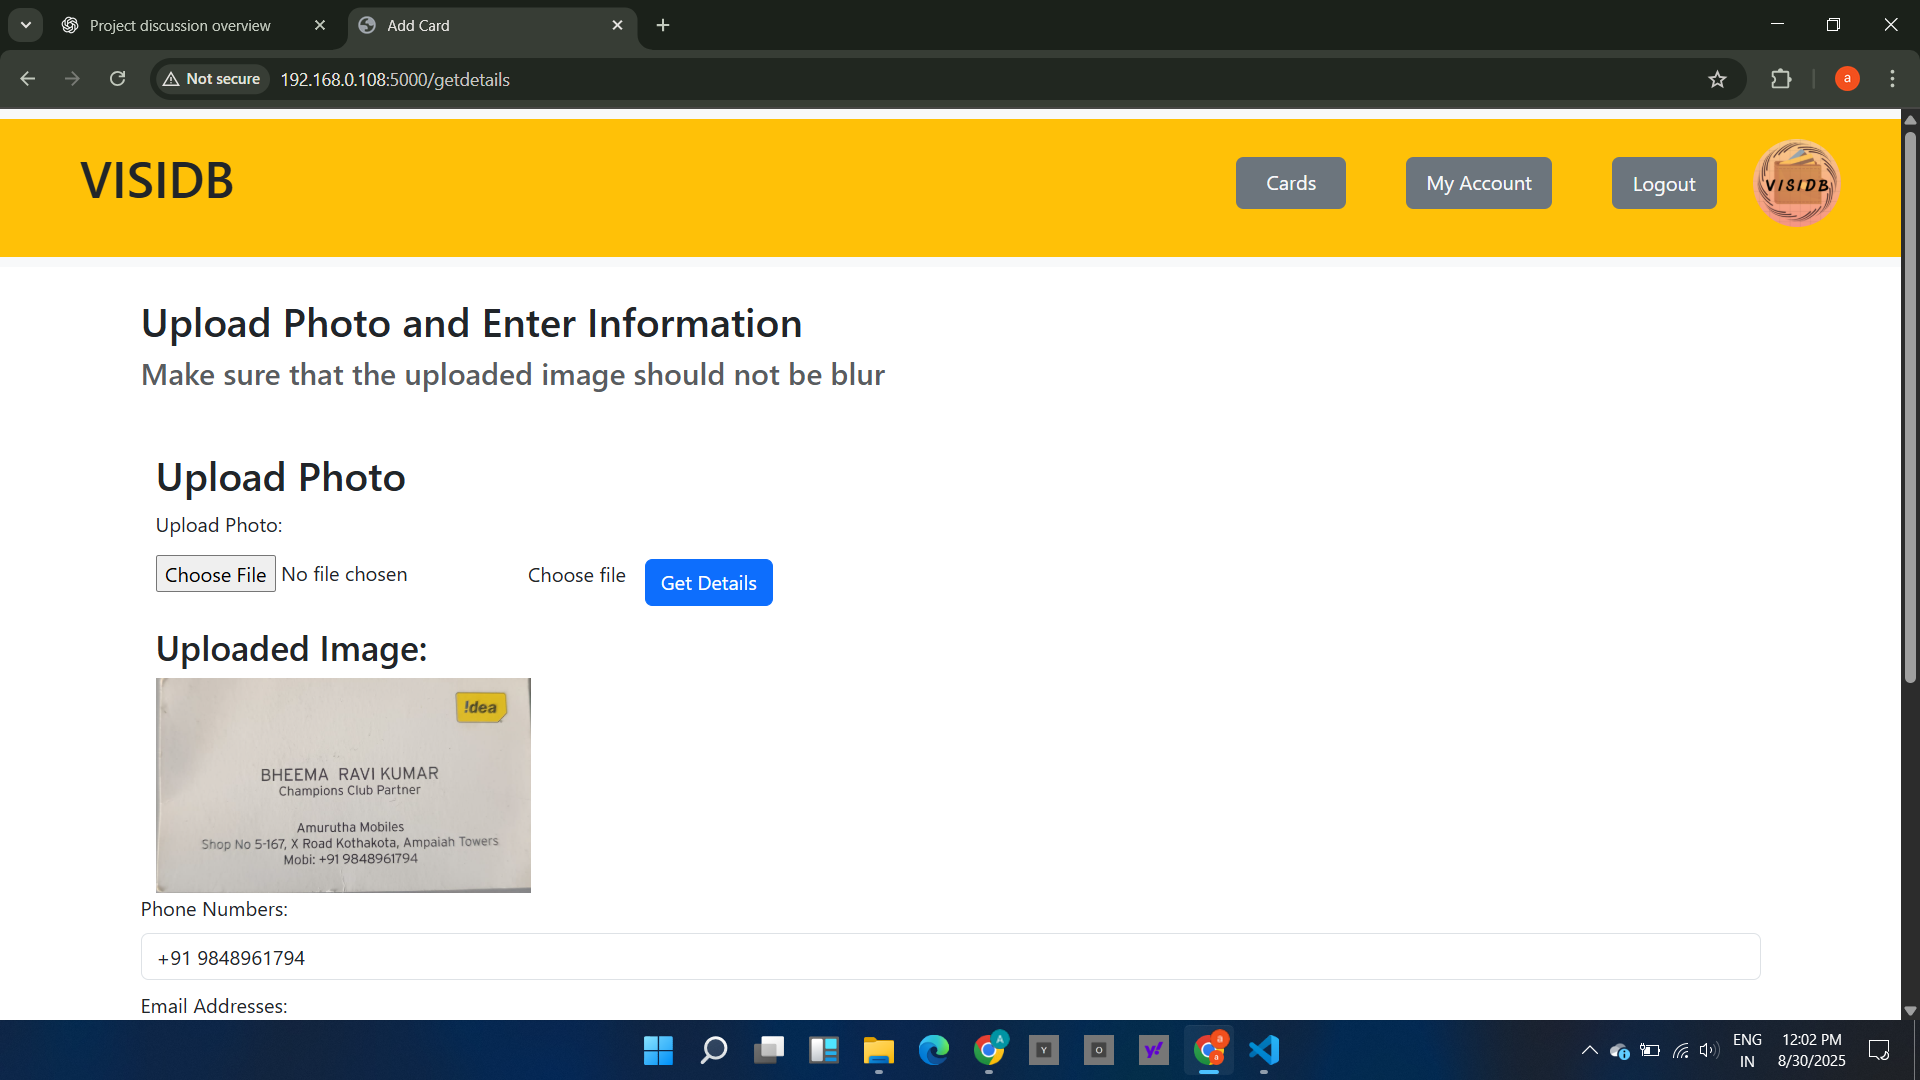 Project discussion overview
Add Card
Not secure
192.168.0.108:5000/getdetails
a
VISIDB
Cards
My Account
Logout
VISIDB
Upload Photo and Enter Information
Make sure that the uploaded image should not be blur
Upload Photo
Upload Photo:
Choose File No file chosen
Choose file
Get Details
Uploaded Image:
!dea
BHEEMA RAVI KUMAR
Champions Club Partner
Amurutha Mobiles
Shop No 5-167, X Road Kothakota, Ampaiah Towers
Mobi: +91 9848961794
Phone Numbers:
+91 9848961794
Email Addresses:
A
Y
O
y!
a
a
ENG
IN
12:02 PM
8/30/2025